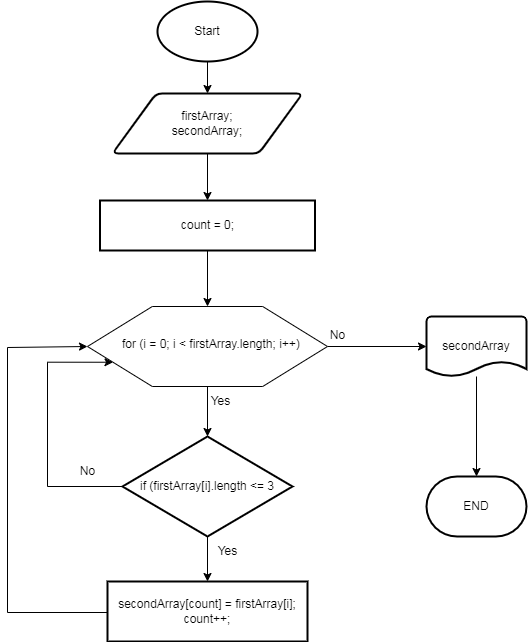 Start
firstArray;
secondArray;
count = 0;
for (i = 0; i < firstArray.length; i++)
No
secondArray
Yes
if (firstArray[i].length <= 3
No
END
Yes
secondArray[count] = firstArray[i];
count++;